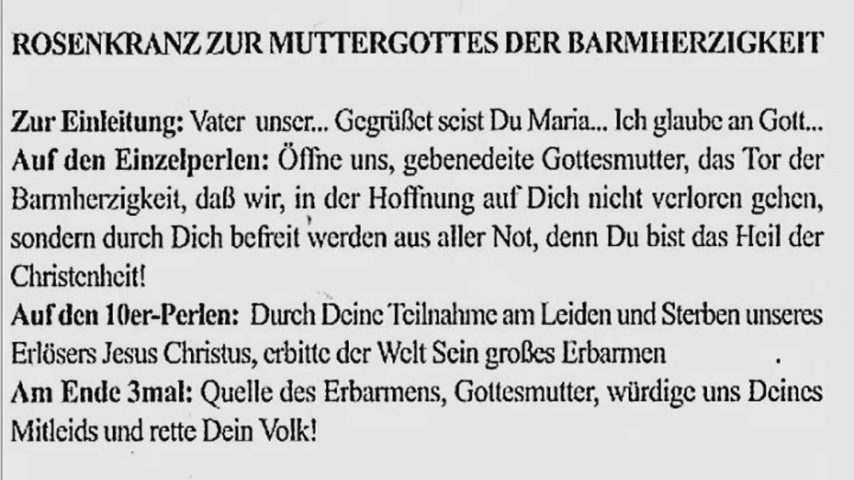 ROSENKRANZ ZUR MUTTERGOTTES DER BARMHERZIGKEIT
Zur Einleitung: Vater unser... Gegrüßet seist Du Maria... Ich glaube an Gott...
Auf den Einzelperlen: Öffne uns, gebenedeite Gottesmutter, das Tor der
Barmherzigkeit, daß wir, in der Hoffnung auf Dich nicht verloren gehen,
sondern durch Dich befreit werden aus aller Not, denn Du bist das Heil der
Christenheit!
Auf den 10er-Perlen: Durch Deine Teilnahme am Leiden und Sterben unseres
Erlösers Jesus Christus, erbitte der Welt Sein großes Erbarmen
Am Ende 3mal: Quelle des Erbarmens, Gottesmutter, würdige uns Deines
Mitleids und rette Dein Volk!